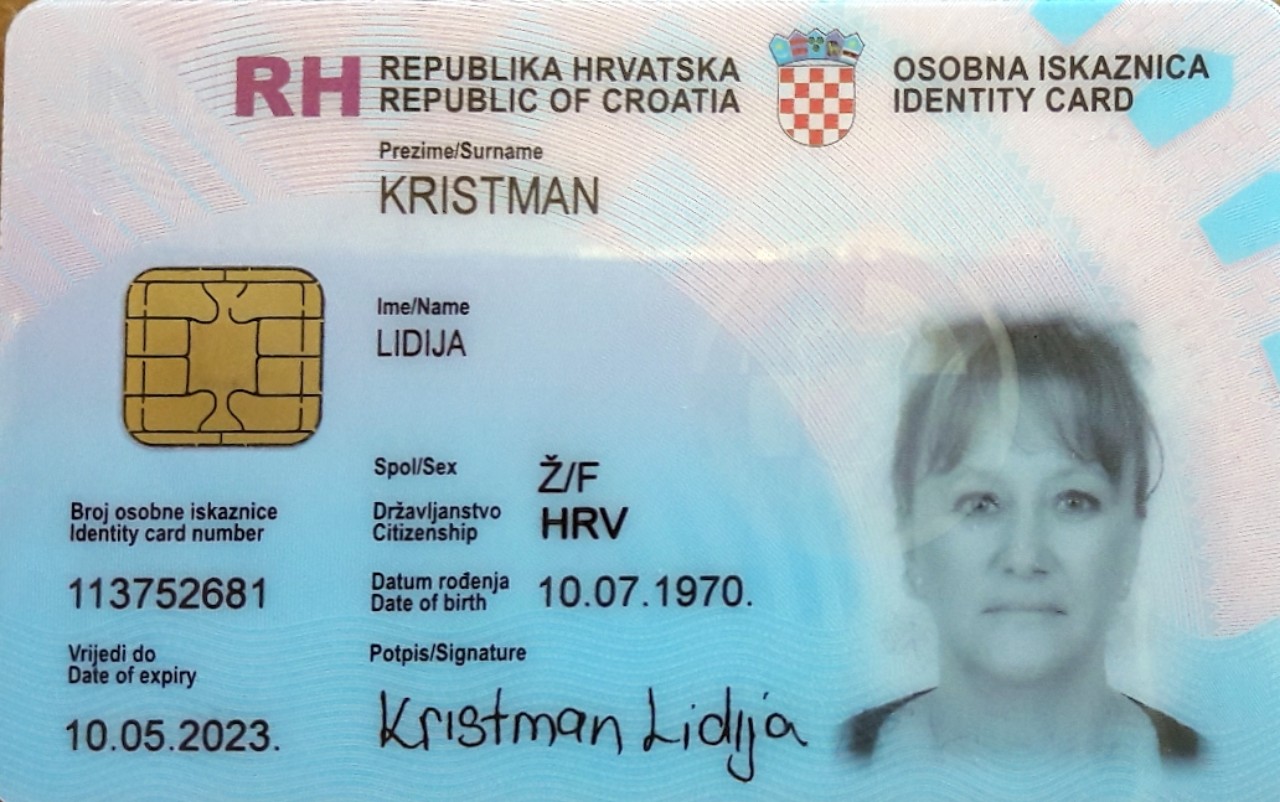 RH REPUBLIKA HRVATSKA
REPUBLIC OF CROATIA
OSOBNA ISKAZNICA
IDENTITY CARD
Prezime/Surname
KRISTMAN
Ime/Name
LIDIJA
Spol/Sex
Ž/F
Državljanstvo
Citizenship
HRV
Broj osobne iskaznice
Identity card number
113752681
Datum rođenja
Date of birth
10.07.1970.
Vrijedi do
Date of expiry
10.05.2023.
Potpis/Signature
Kristman Lidija